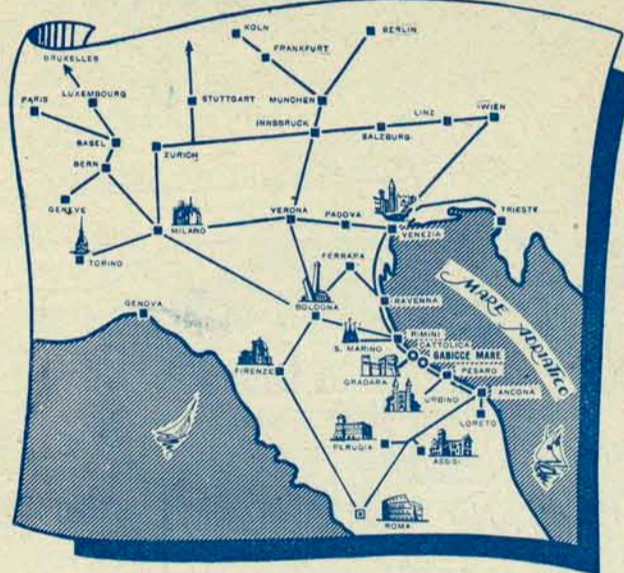 KÖLN
BERLIN
FRANKFURT
BRUXELLES
LUXEMBOURG
PARIS
STUTTGART
MÜNCHEN
LINZ
WIEN
INNSBRUCK
SALZBURG
BASEL
ZURICH
BERN
GENEVE
MILANO
VERONA
PADOVA
TRIESTE
VENEZIA
TORINO
FERRARA
RAVENNA
MARE ADRIATICO
GENOVA
BOLOGNA
RIMINI
S. MARINO
CATTOLICA
GABICCE MARE
FIRENZE
GRADARA
PESARO
URBINO
ANCONA
LORETO
PERUGIA
ASSISI
ROMA